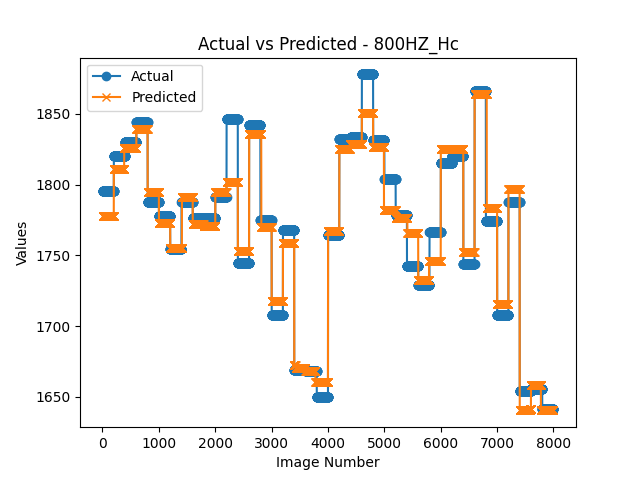 Actual vs Predicted - 800HZ_Hc
Actual
Predicted
Values
1850
1800
1750
1700
1650
0 1000 2000 3000 4000 5000 6000 7000 8000
Image Number